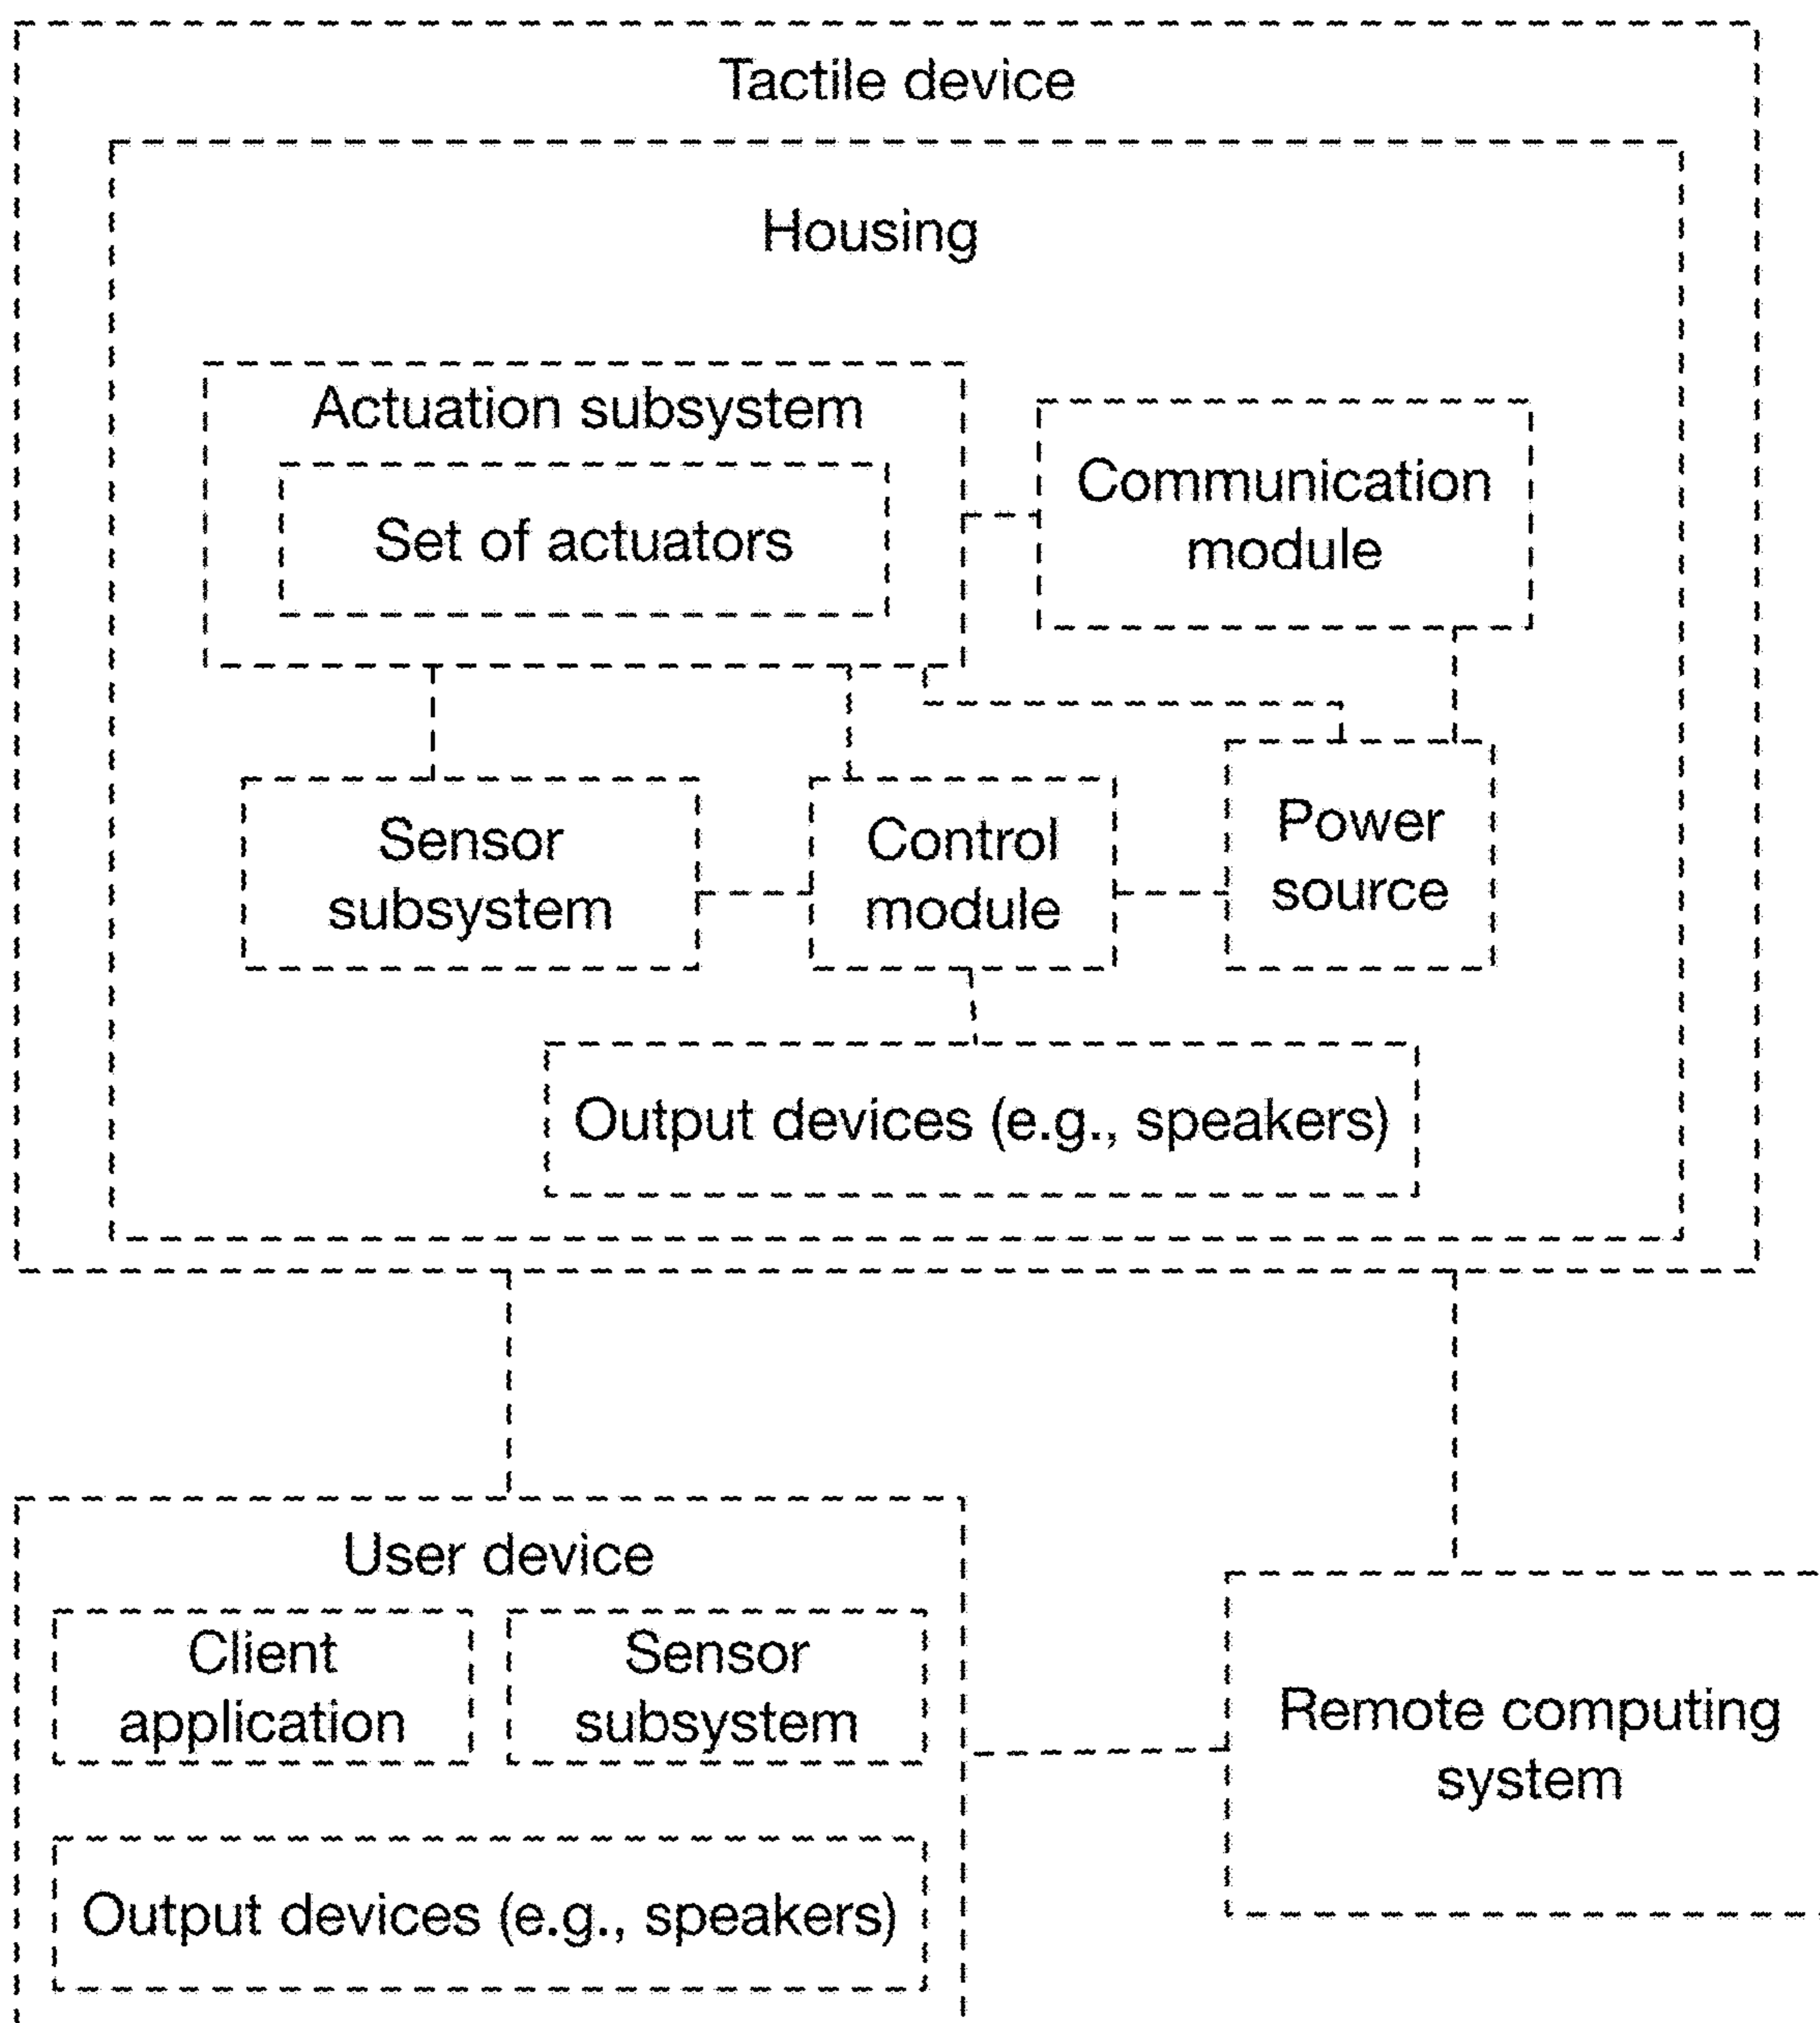 Tactile device
Housing
Actuation subsystem
Set of actuators
Communication
module
Sensor
subsystem
Control
module
Power
source
Output devices (e.g., speakers)
User device
Client
application
Sensor
subsystem
Output devices (e.g., speakers)
Remote computing
system